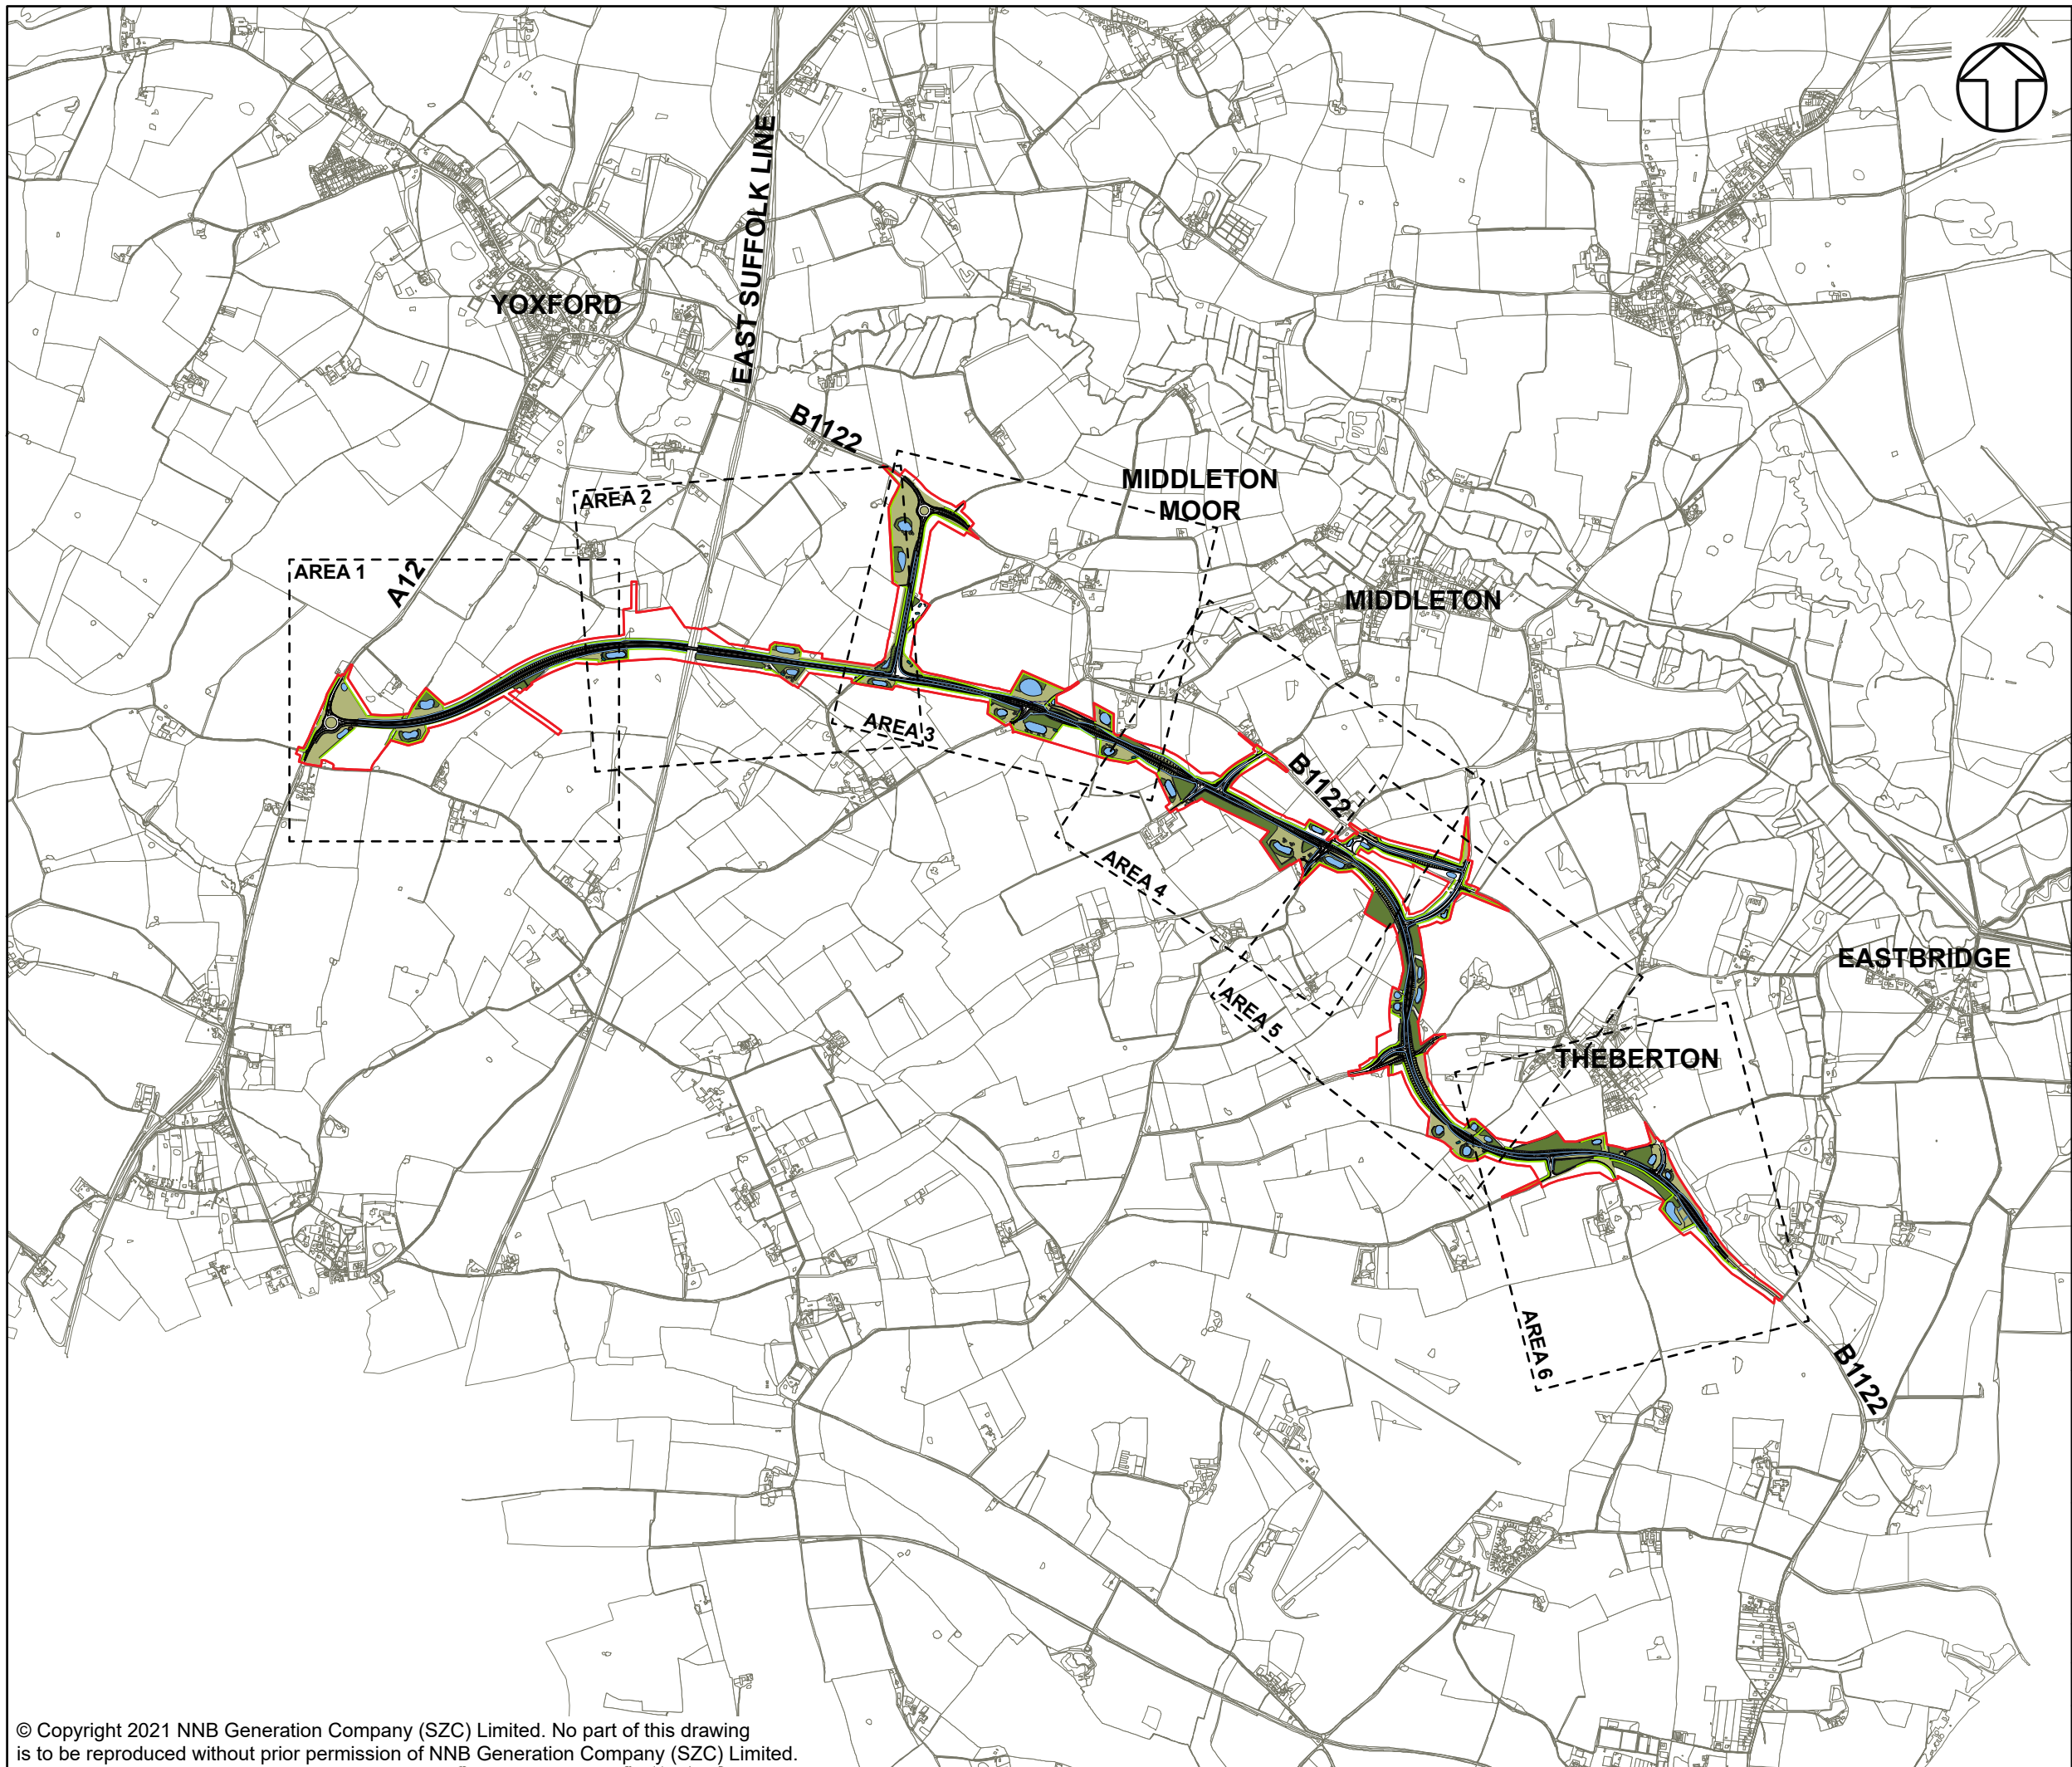 EAST SUFFOLK LINE
YOXFORD
B1122
MIDDLETON
MOOR
AREA 2
A12
AREA 1
MIDDLETON
AREA 3
B1122
AREA 4
EASTBRIDGE
AREA 5
THEBERTON
AREA 6
B1122
© Copyright 2021 NNB Generation Company (SZC) Limited. No part of this drawing
is to be reproduced without prior permission of NNB Generation Company (SZC) Limited.